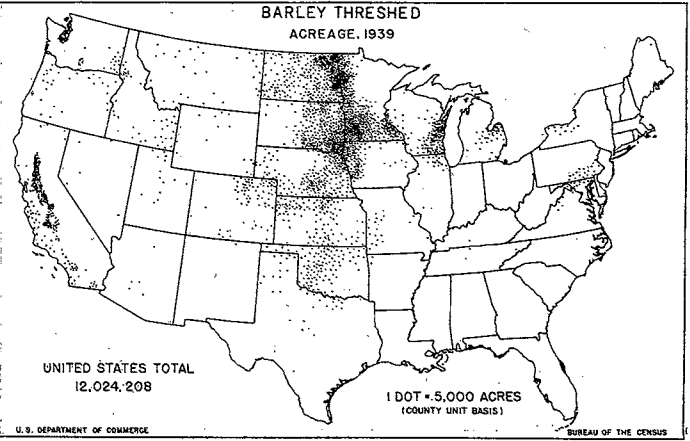 BARLEY THRESHED
ACREAGE, 1939
UNITED STATES TOTAL
12,024,208
1 DOT = 5,000 ACRES
(COUNTY UNIT BASIS)
U. S. DEPARTMENT OF COMMERCE
BUREAU OF THE CENSUS